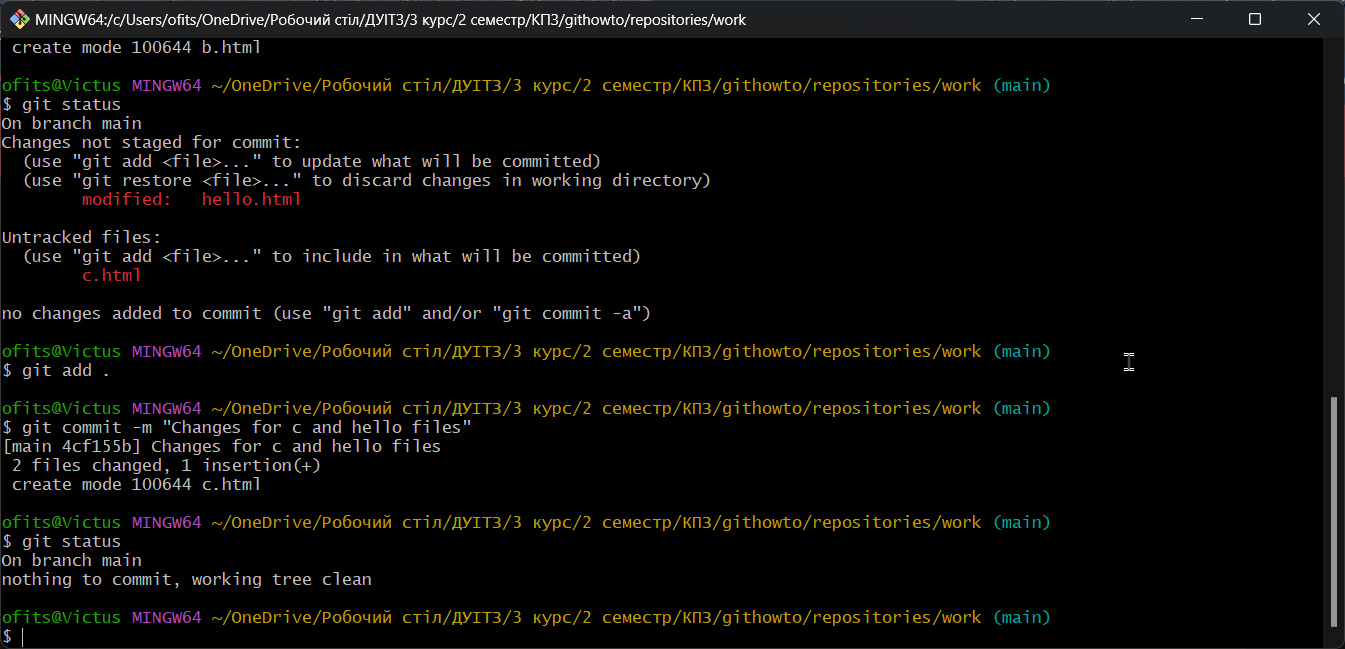 MINGW64:/c/Users/ofits/OneDrive/Робочий стіл/ДУІТЗ/3 курс/2 семестр/КПЗ/githowto/repositories/work
create mode 100644 b.html
ofits@Victus MINGW64 ~/OneDrive/Робочий стіл/ДУІТЗ/3 курс/2 семестр/КПЗ/githowto/repositories/work (main)
$ git status
On branch main
Changes not staged for commit:
(use "git add <file>..." to update what will be committed)
(use "git restore <file>..." to discard changes in working directory)
modified:   hello.html
Untracked files:
(use "git add <file>..." to include in what will be committed)
c.html
no changes added to commit (use "git add" and/or "git commit -a")
ofits@Victus MINGW64 ~/OneDrive/Робочий стіл/ДУІТЗ/3 курс/2 семестр/КПЗ/githowto/repositories/work (main)
$ git add .
ofits@Victus MINGW64 ~/OneDrive/Робочий стіл/ДУІТЗ/3 курс/2 семестр/КПЗ/githowto/repositories/work (main)
$ git commit -m "Changes for c and hello files"
[main 4cf155b] Changes for c and hello files
2 files changed, 1 insertion(+)
create mode 100644 c.html
ofits@Victus MINGW64 ~/OneDrive/Робочий стіл/ДУІТЗ/3 курс/2 семестр/КПЗ/githowto/repositories/work (main)
$ git status
On branch main
nothing to commit, working tree clean
ofits@Victus MINGW64 ~/OneDrive/Робочий стіл/ДУІТЗ/3 курс/2 семестр/КПЗ/githowto/repositories/work (main)
$